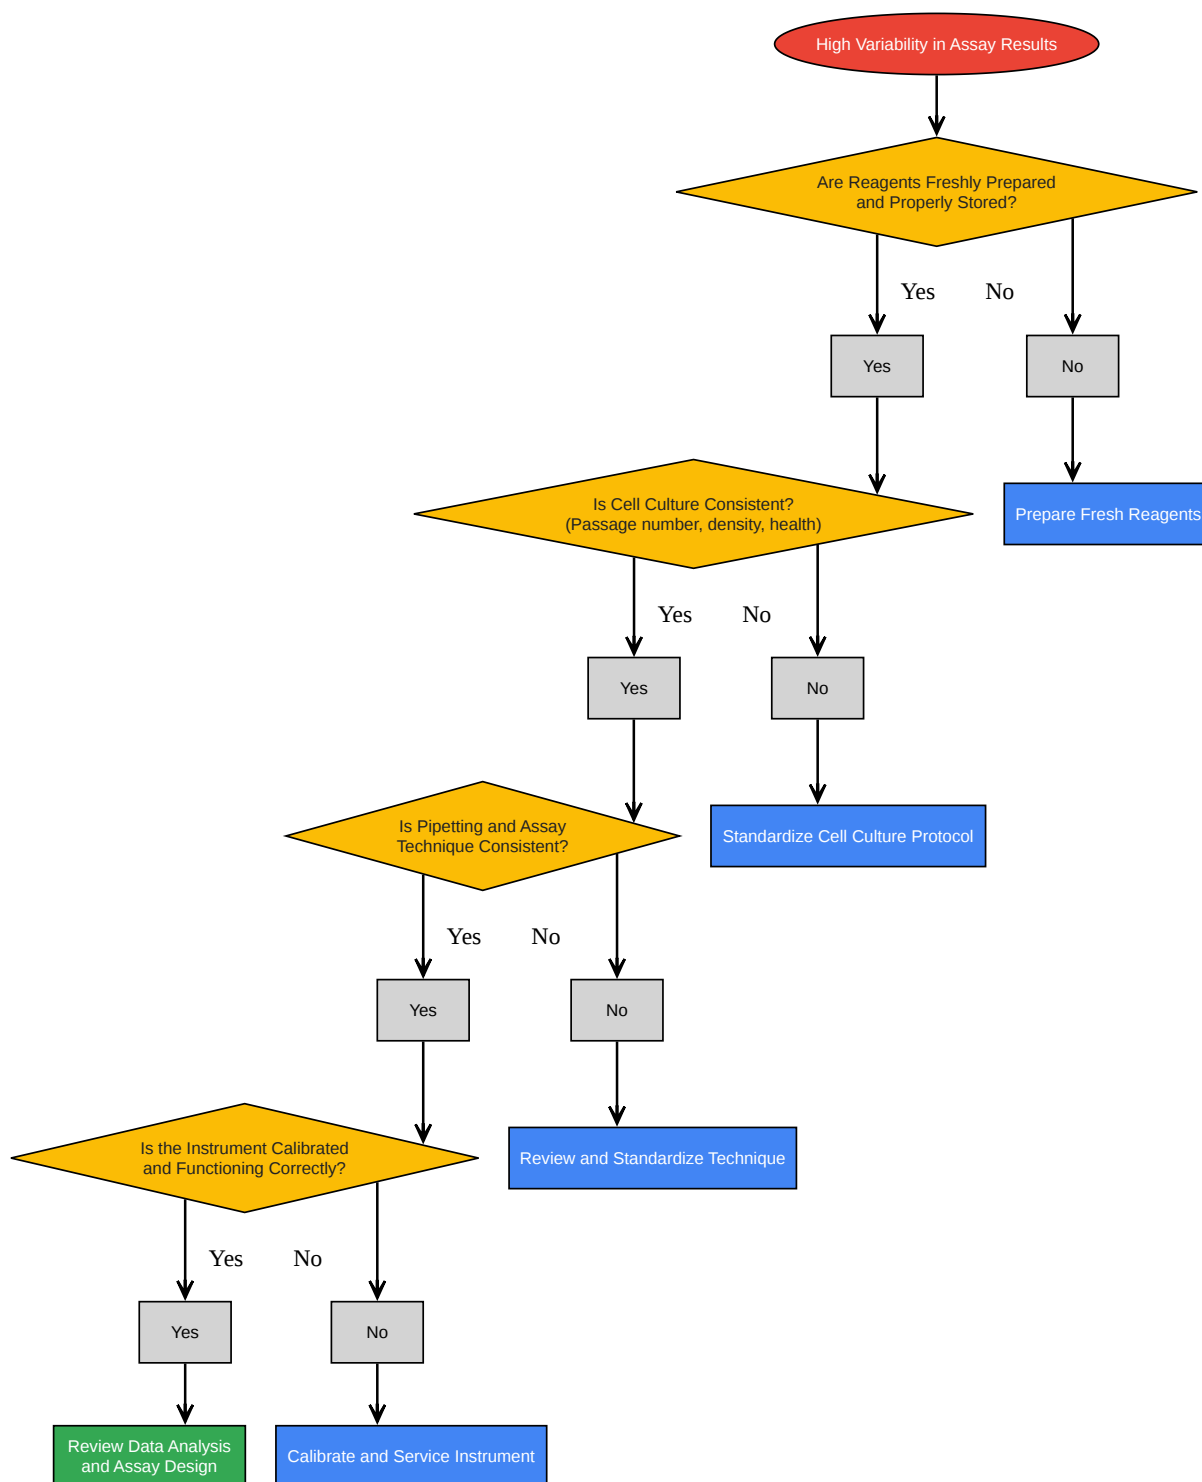 High Variability in Assay Results
Are Reagents Freshly Prepared
and Properly Stored?
Yes
No
Yes
No
Is Cell Culture Consistent?
(Passage number, density, health)
Prepare Fresh Reagents
Yes
No
Yes
No
Is Pipetting and Assay
Technique Consistent?
Standardize Cell Culture Protocol
Yes
No
Yes
No
Is the Instrument Calibrated
and Functioning Correctly?
Review and Standardize Technique
Yes
No
Yes
No
Review Data Analysis
and Assay Design
Calibrate and Service Instrument